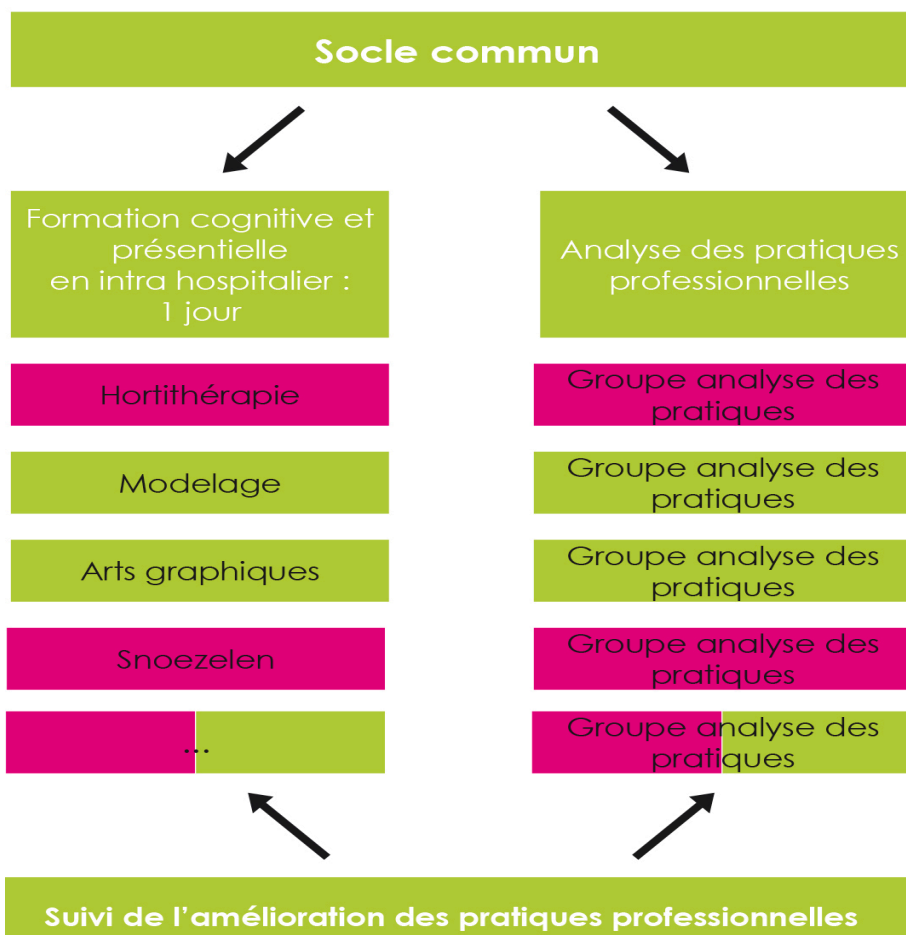 Socle commun
Formation cognitive et
présentielle
en intra hospitalier :
1 jour
Analyse des pratiques
professionnelles
Hortithérapie
Groupe analyse des
pratiques
Modelage
Groupe analyse des
pratiques
Arts graphiques
Groupe analyse des
pratiques
Snoezelen
Groupe analyse des
pratiques
...
Groupe analyse des
pratiques
Suivi de l’amélioration des pratiques professionnelles